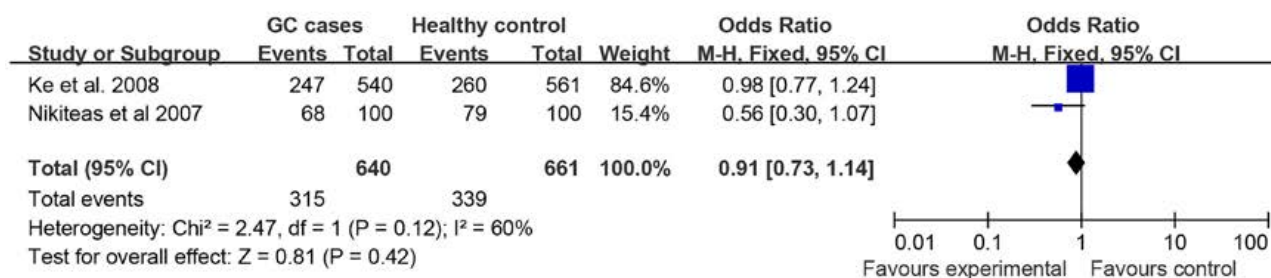 GC cases Healthy control Odds Ratio Odds Ratio
Study or Subgroup Events Total Events Total Weight M-H, Fixed, 95% CI M-H, Fixed, 95% CI
Ke et al. 2008 247 540 260 561 84.6% 0.98 [0.77, 1.24]
Nikiteas et al 2007 68 100 79 100 15.4% 0.56 [0.30, 1.07]
Total (95% CI) 640 661 100.0% 0.91 [0.73, 1.14]
Total events 315 339
Heterogeneity: Chi² = 2.47, df = 1 (P = 0.12); I² = 60%
Test for overall effect: Z = 0.81 (P = 0.42)
0.01 0.1 1 10 100
Favours experimental Favours control